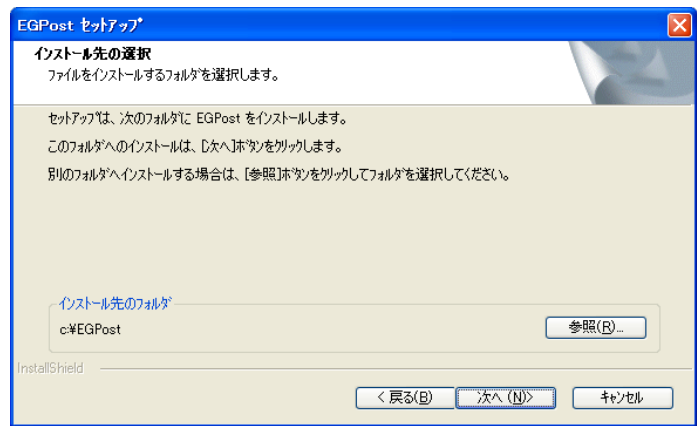 EGPost ｾｯﾄｱｯﾌﾟ
ｲﾝｽﾄｰﾙ先の選択
ﾌｧｲﾙをｲﾝｽﾄｰﾙするﾌｫﾙﾀﾞを選択します。
ｾｯﾄｱｯﾌﾟは、次のﾌｫﾙﾀﾞに EGPost をｲﾝｽﾄｰﾙします。
このﾌｫﾙﾀﾞへのｲﾝｽﾄｰﾙは、[次へ]ﾎﾞﾀﾝをｸﾘｯｸします。
別のﾌｫﾙﾀﾞへｲﾝｽﾄｰﾙする場合は、[参照]ﾎﾞﾀﾝをｸﾘｯｸしてﾌｫﾙﾀﾞを選択してください。
ｲﾝｽﾄｰﾙ先のﾌｫﾙﾀﾞ
c:¥EGPost
参照(R)...
InstallShield
< 戻る(B)
次へ (N)>
ｷｬﾝｾﾙ